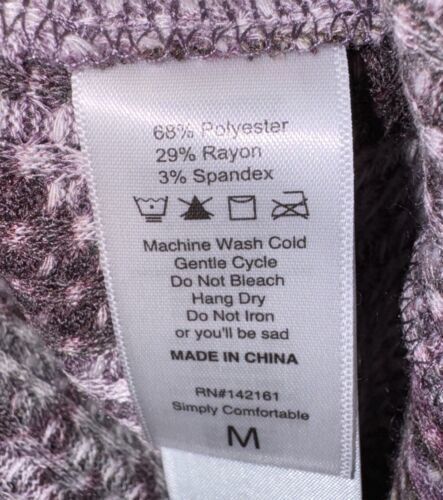 68% Polyester
29% Rayon
3% Spandex
Machine Wash Cold
Gentle Cycle
Do Not Bleach
Hang Dry
Do Not Iron
or you'll be sad
MADE IN CHINA
RN#142161
Simply Comfortable
M